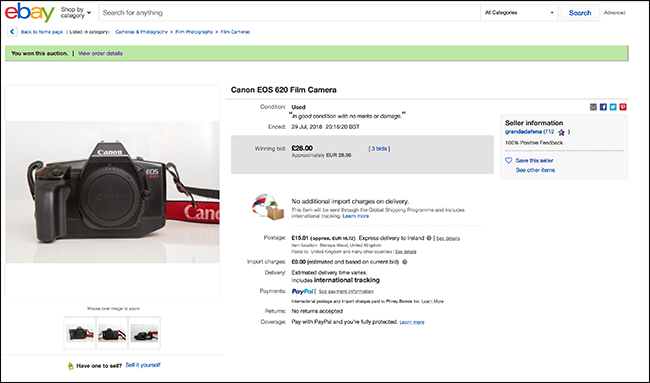 ebay Shop by category Search for anything All Categories Search Advanced
Back to home page | Listed in category: Cameras & Photography > Film Photography > Film Cameras
You won this auction. | View order details
Canon EOS 620 Film Camera
Condition: Used
"in good condition with no marks or damage."
Ended: 29 Jul, 2018 20:16:20 BST
Winning bid: £26.00 [ 3 bids ]
Approximately EUR
Seller information
grandadafena (712 )
100% Positive Feedback
Save this seller
See other items
Canon
EOS
Cano
No additional import charges on delivery.
This item will be sent through the Global Shipping Programme and includes
international tracking. Learn more
Postage: £15.01 (approx. EUR 16.72) Express delivery to Ireland | See details
Item location: Bishops Wood, United Kingdom
Posts to: United Kingdom and many other countries | See details
Import charges: £0.00 (estimated and based on current bid)
Delivery: Estimated delivery time varies.
Includes international tracking
Payments: PayPal | See payment information
International postage and import charges paid to Pitney Bowes Inc. Learn More
Returns: No returns accepted
Coverage: Pay with PayPal and you're fully protected. Learn more
Mouse over image to zoom
Have one to sell? Sell it yourself